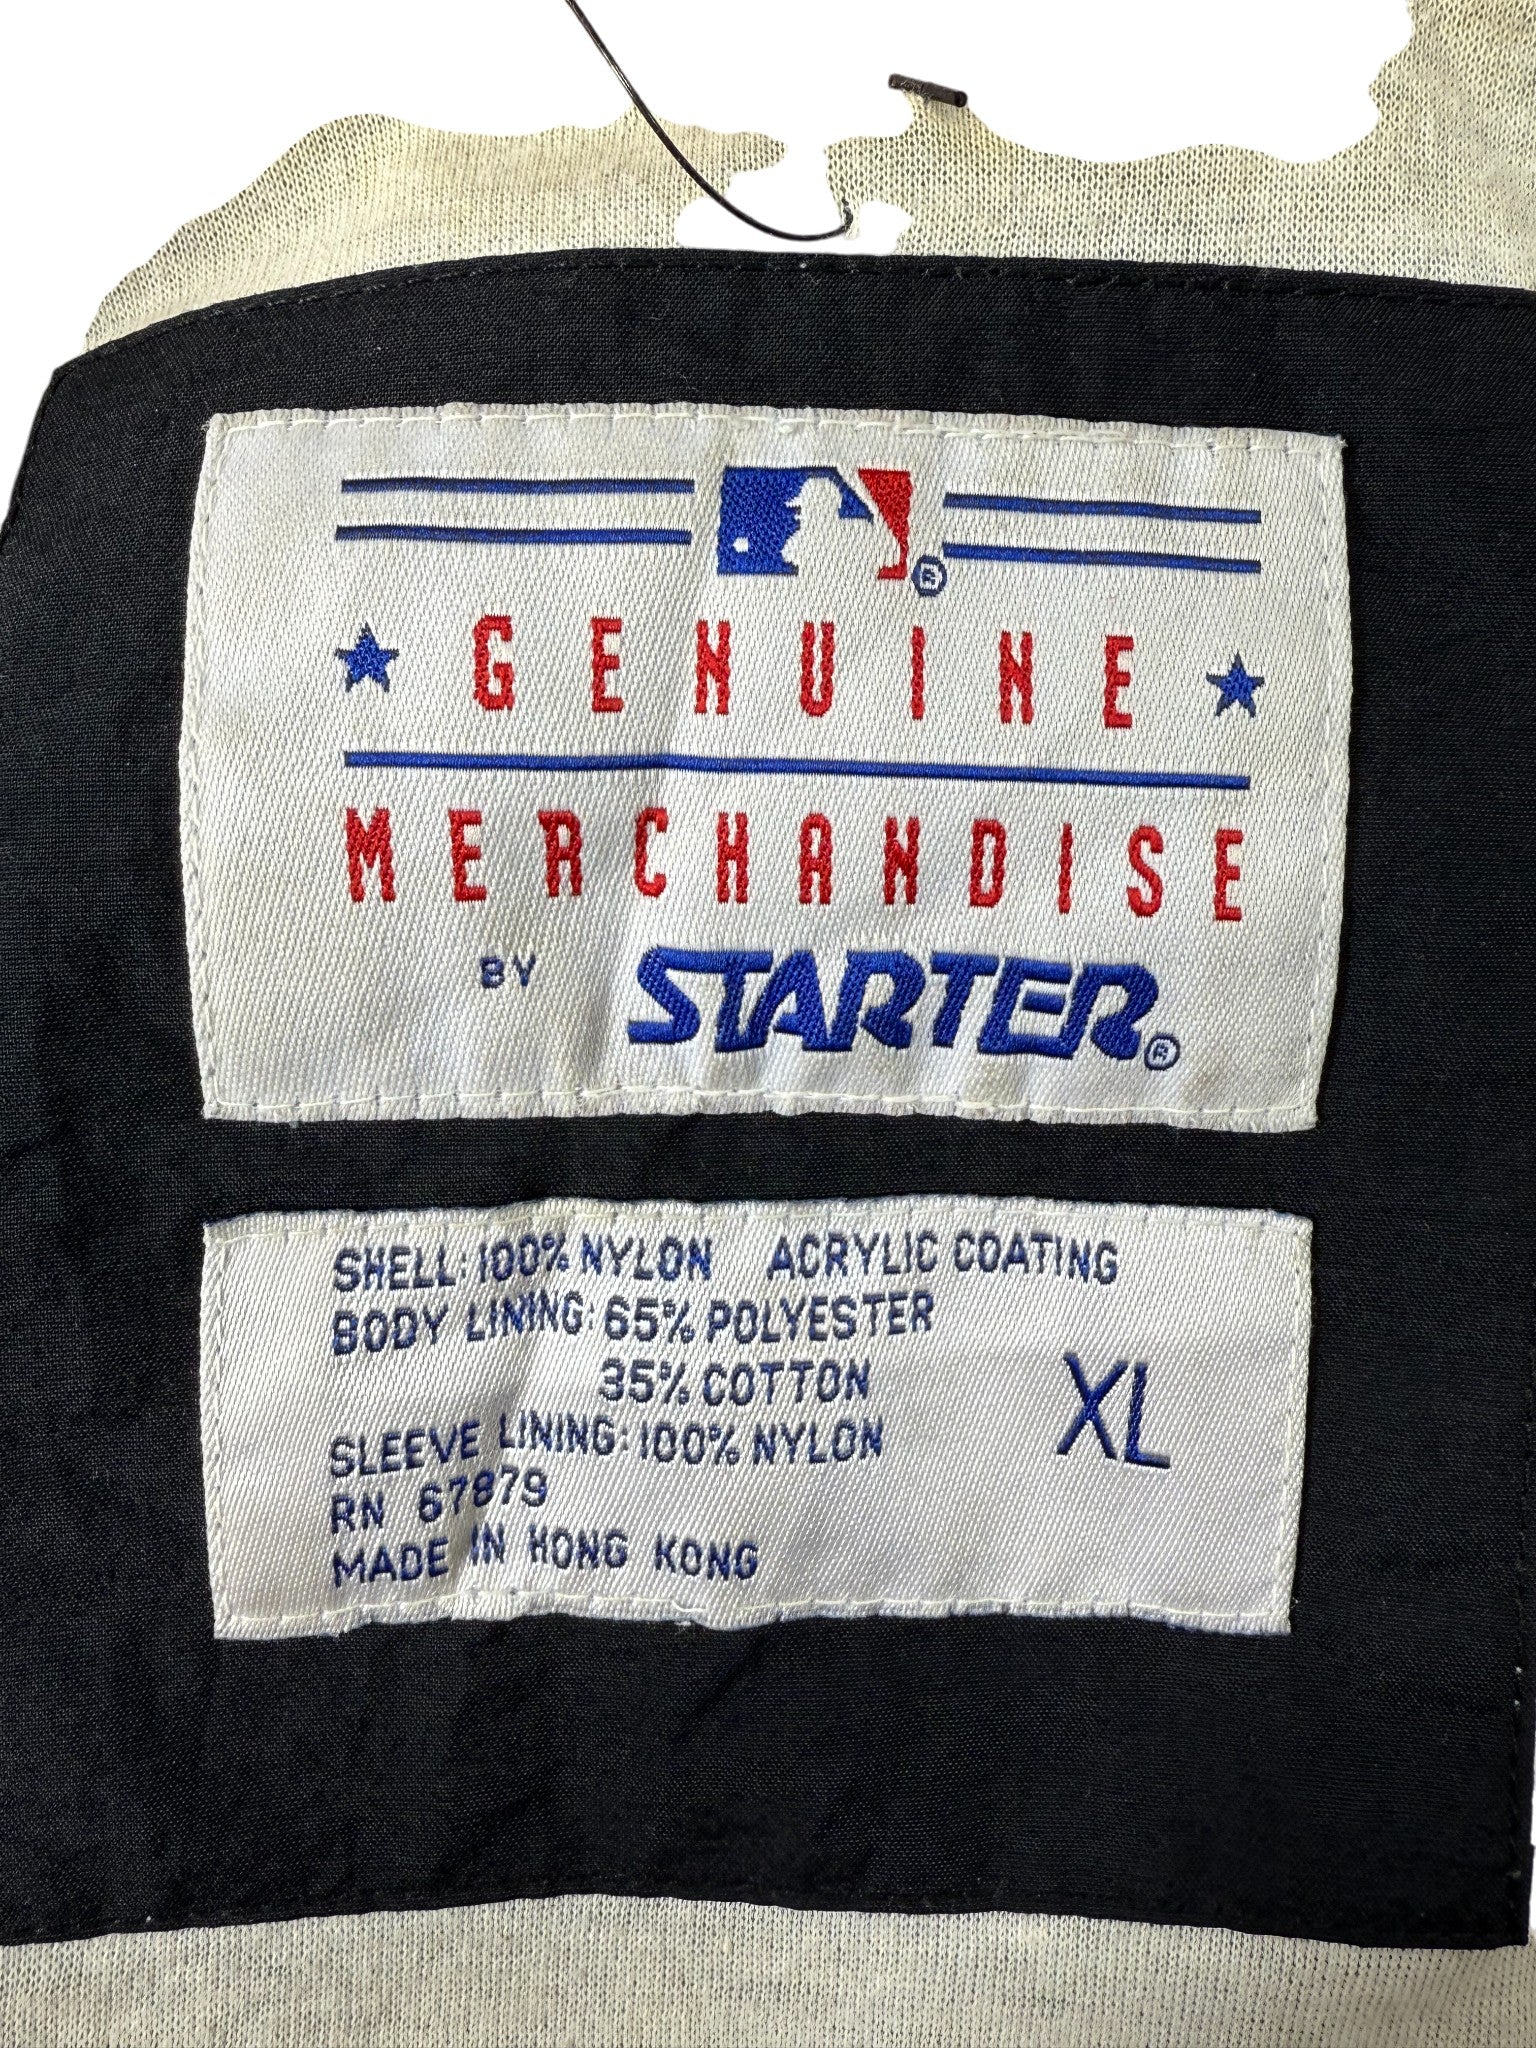 ®
GENUINE
MERCHANDISE
BY STARTER®
SHELL: 100% NYLON ACRYLIC COATING
BODY LINING: 65% POLYESTER
35% COTTON
XL
SLEEVE LINING: 100% NYLON
RN 67879
MADE IN HONG KONG